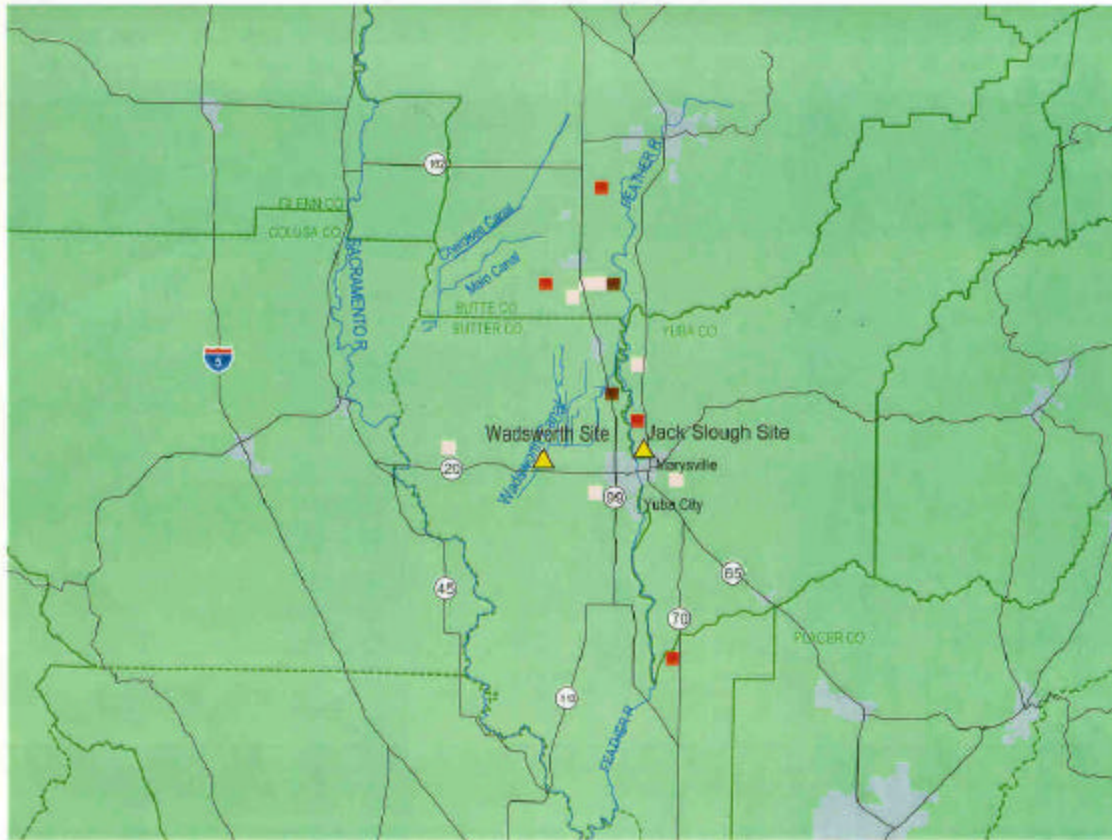 FEATHER R
162
GLENN CO
COLUSA CO
Cherokee Canal
Main Canal
SACRAMENTO R
BUTTE CO
SUTTER CO
YUBA CO
5
Wadsworth Site
Jack Slough Site
Wadsworth Canal
20
Marysville
99
Yuba City
45
65
70
PLACER CO
113
FEATHER R